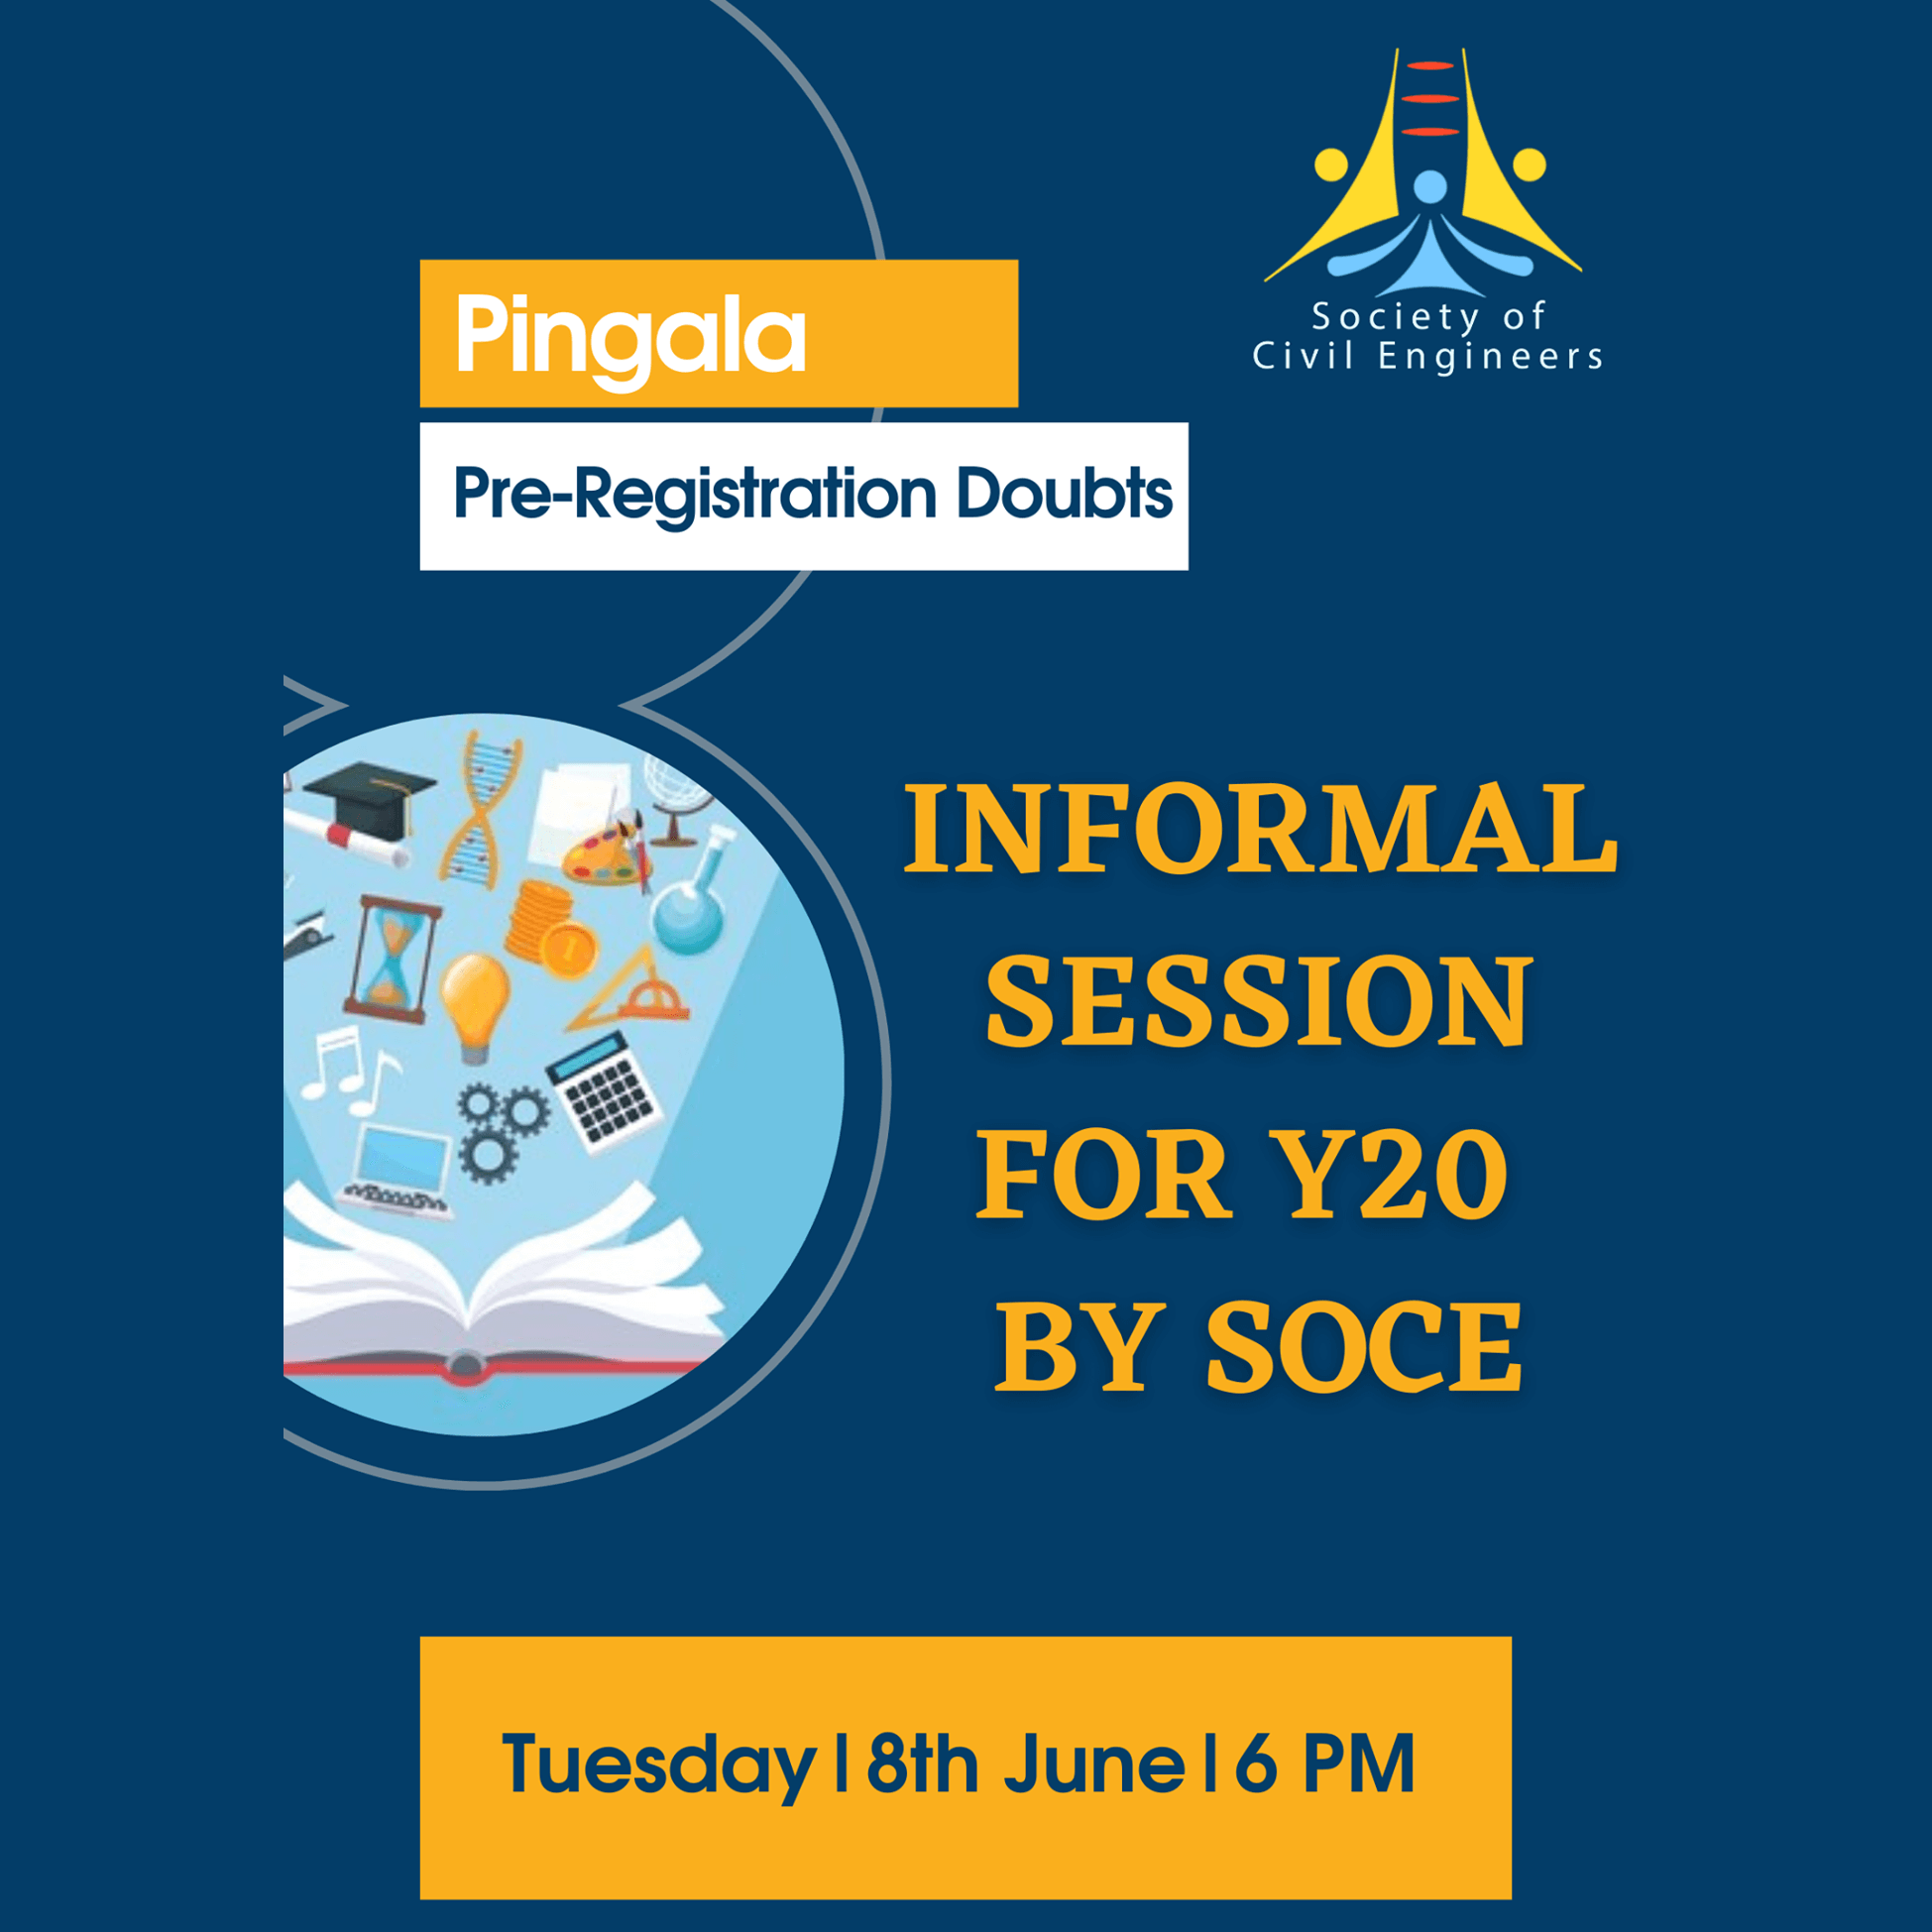 Society of
Civil Engineers
Pingala
Pre-Registration Doubts
INFORMAL
SESSION
FOR Y20
BY SOCE
Tuesday | 8th June | 6 PM